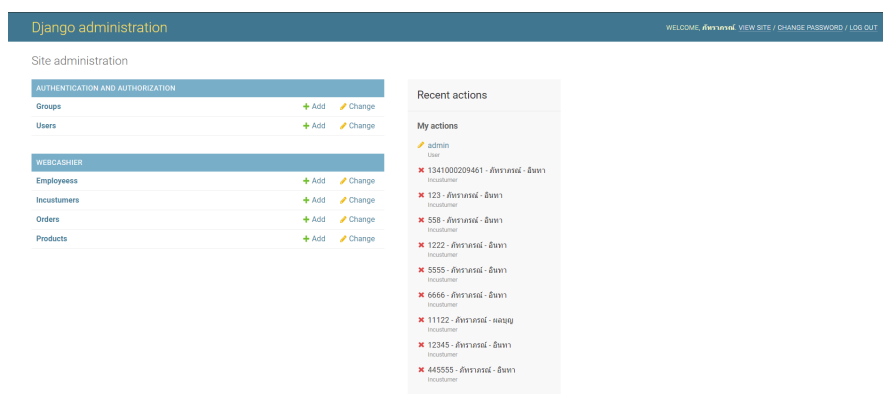 Django administration
WELCOME, ภัทราภรณ์. VIEW SITE / CHANGE PASSWORD / LOG OUT
Site administration
AUTHENTICATION AND AUTHORIZATION
Groups + Add Change
Users + Add Change
WEBCASHIER
Employeess + Add Change
Incustumers + Add Change
Orders + Add Change
Products + Add Change
Recent actions
My actions
admin
User
1341000209461 - ภัทราภรณ์ - อินทา
Incustumer
123 - ภัทราภรณ์ - อินทา
Incustumer
558 - ภัทราภรณ์ - อินทา
Incustumer
1222 - ภัทราภรณ์ - อินทา
Incustumer
5555 - ภัทราภรณ์ - อินทา
Incustumer
6666 - ภัทราภรณ์ - อินทา
Incustumer
11122 - ภัทราภรณ์ - ผลบุญ
Incustumer
12345 - ภัทราภรณ์ - อินทา
Incustumer
445555 - ภัทราภรณ์ - อินทา
Incustumer